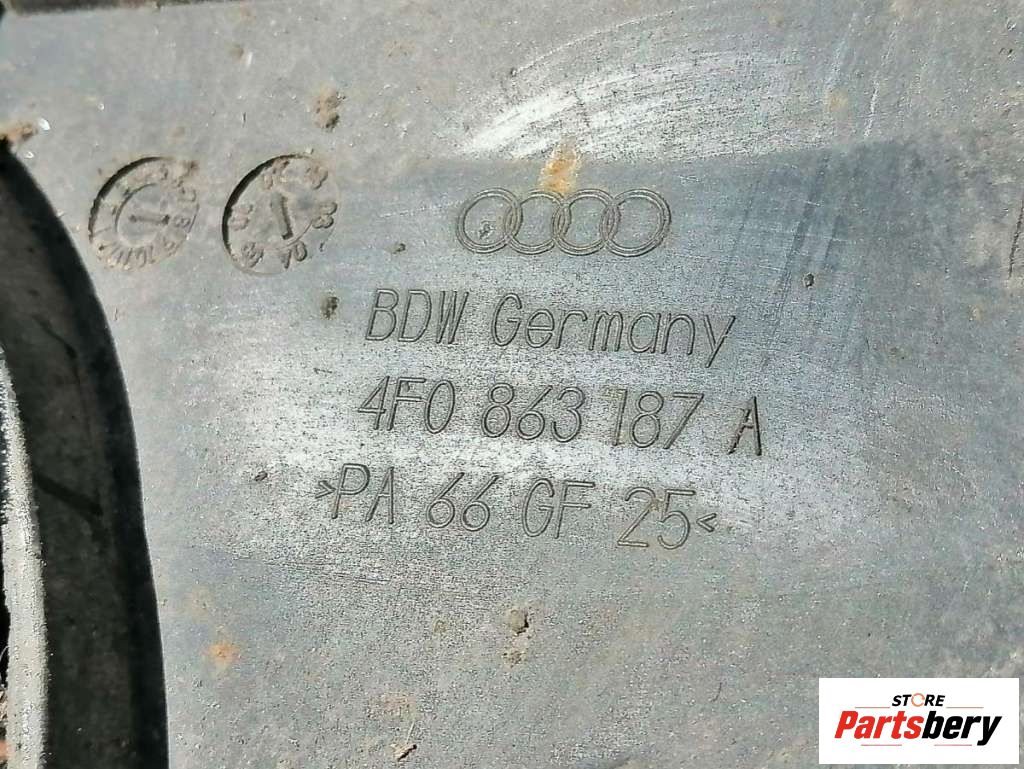 BDW Germany
4F0 863 187 A
>PA 66 GF 25<
STORE
Partsbery